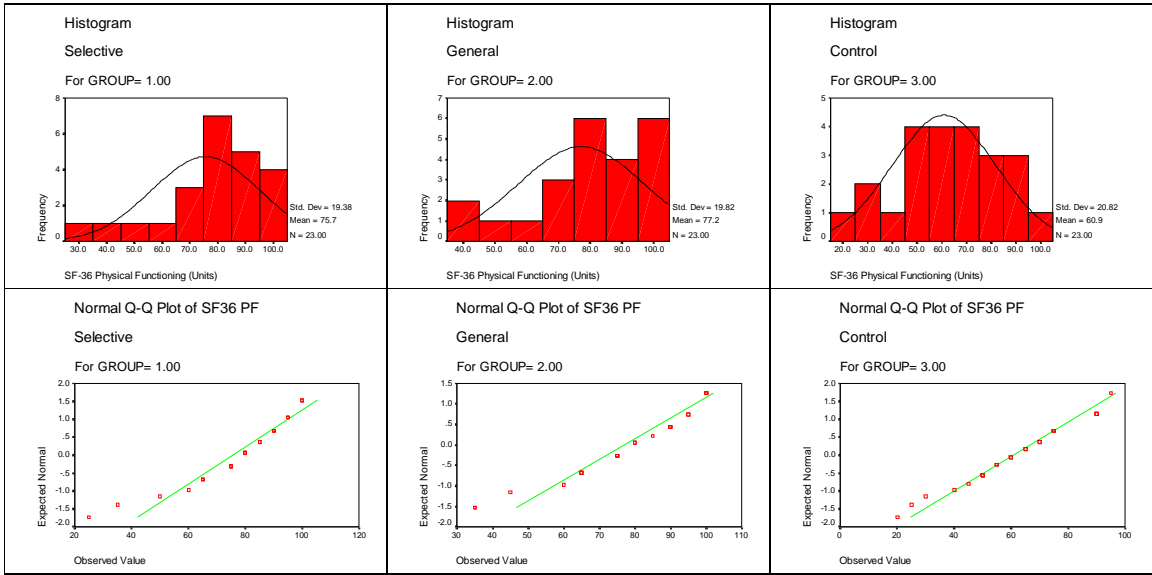 Histogram
Selective
For GROUP= 1.00
8
6
4
2
0
Frequency
30.0 40.0 50.0 60.0 70.0 80.0 90.0 100.0
Std. Dev = 19.38
Mean = 75.7
N = 23.00
SF-36 Physical Functioning (Units)
Histogram
General
For GROUP= 2.00
7
6
5
4
3
2
1
0
Frequency
40.0 50.0 60.0 70.0 80.0 90.0 100.0
Std. Dev = 19.82
Mean = 77.2
N = 23.00
SF-36 Physical Functioning (Units)
Histogram
Control
For GROUP= 3.00
5
4
3
2
1
0
Frequency
20.0 30.0 40.0 50.0 60.0 70.0 80.0 90.0 100.0
Std. Dev = 20.82
Mean = 60.9
N = 23.00
SF-36 Physical Functioning (Units)
Normal Q-Q Plot of SF36 PF
Selective
For GROUP= 1.00
2.0
1.5
1.0
.5
0.0
-.5
-1.0
-1.5
-2.0
Expected Normal
20 40 60 80 100 120
Observed Value
Normal Q-Q Plot of SF36 PF
General
For GROUP= 2.00
1.5
1.0
.5
0.0
-.5
-1.0
-1.5
-2.0
Expected Normal
30 40 50 60 70 80 90 100 110
Observed Value
Normal Q-Q Plot of SF36 PF
Control
For GROUP= 3.00
2.0
1.5
1.0
.5
0.0
-.5
-1.0
-1.5
-2.0
Expected Normal
0 20 40 60 80 100
Observed Value